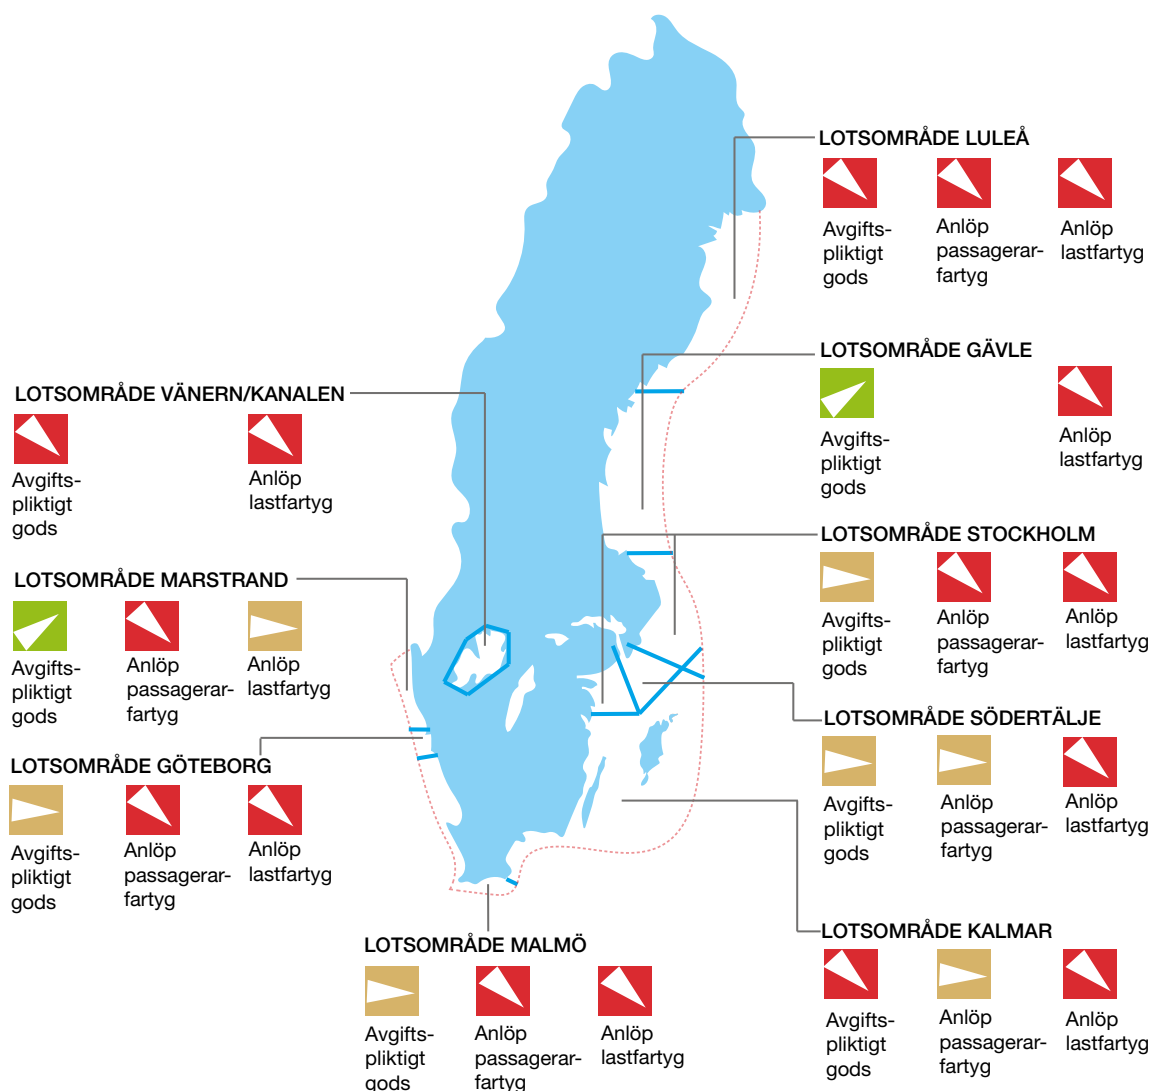 LOTSOMRÅDE LULEÅ
Avgifts-
pliktigt
gods
Anlöp
passagerar-
fartyg
Anlöp
lastfartyg
LOTSOMRÅDE GÄVLE
Avgifts-
pliktigt
gods
Anlöp
lastfartyg
LOTSOMRÅDE VÄNERN/KANALEN
Avgifts-
pliktigt
gods
Anlöp
lastfartyg
LOTSOMRÅDE STOCKHOLM
Avgifts-
pliktigt
gods
Anlöp
passagerar-
fartyg
Anlöp
lastfartyg
LOTSOMRÅDE MARSTRAND
Avgifts-
pliktigt
gods
Anlöp
passagerar-
fartyg
Anlöp
lastfartyg
LOTSOMRÅDE SÖDERTÄLJE
Avgifts-
pliktigt
gods
Anlöp
passagerar-
fartyg
Anlöp
lastfartyg
LOTSOMRÅDE GÖTEBORG
Avgifts-
pliktigt
gods
Anlöp
passagerar-
fartyg
Anlöp
lastfartyg
LOTSOMRÅDE KALMAR
Avgifts-
pliktigt
gods
Anlöp
passagerar-
fartyg
Anlöp
lastfartyg
LOTSOMRÅDE MALMÖ
Avgifts-
pliktigt
gods
Anlöp
passagerar-
fartyg
Anlöp
lastfartyg